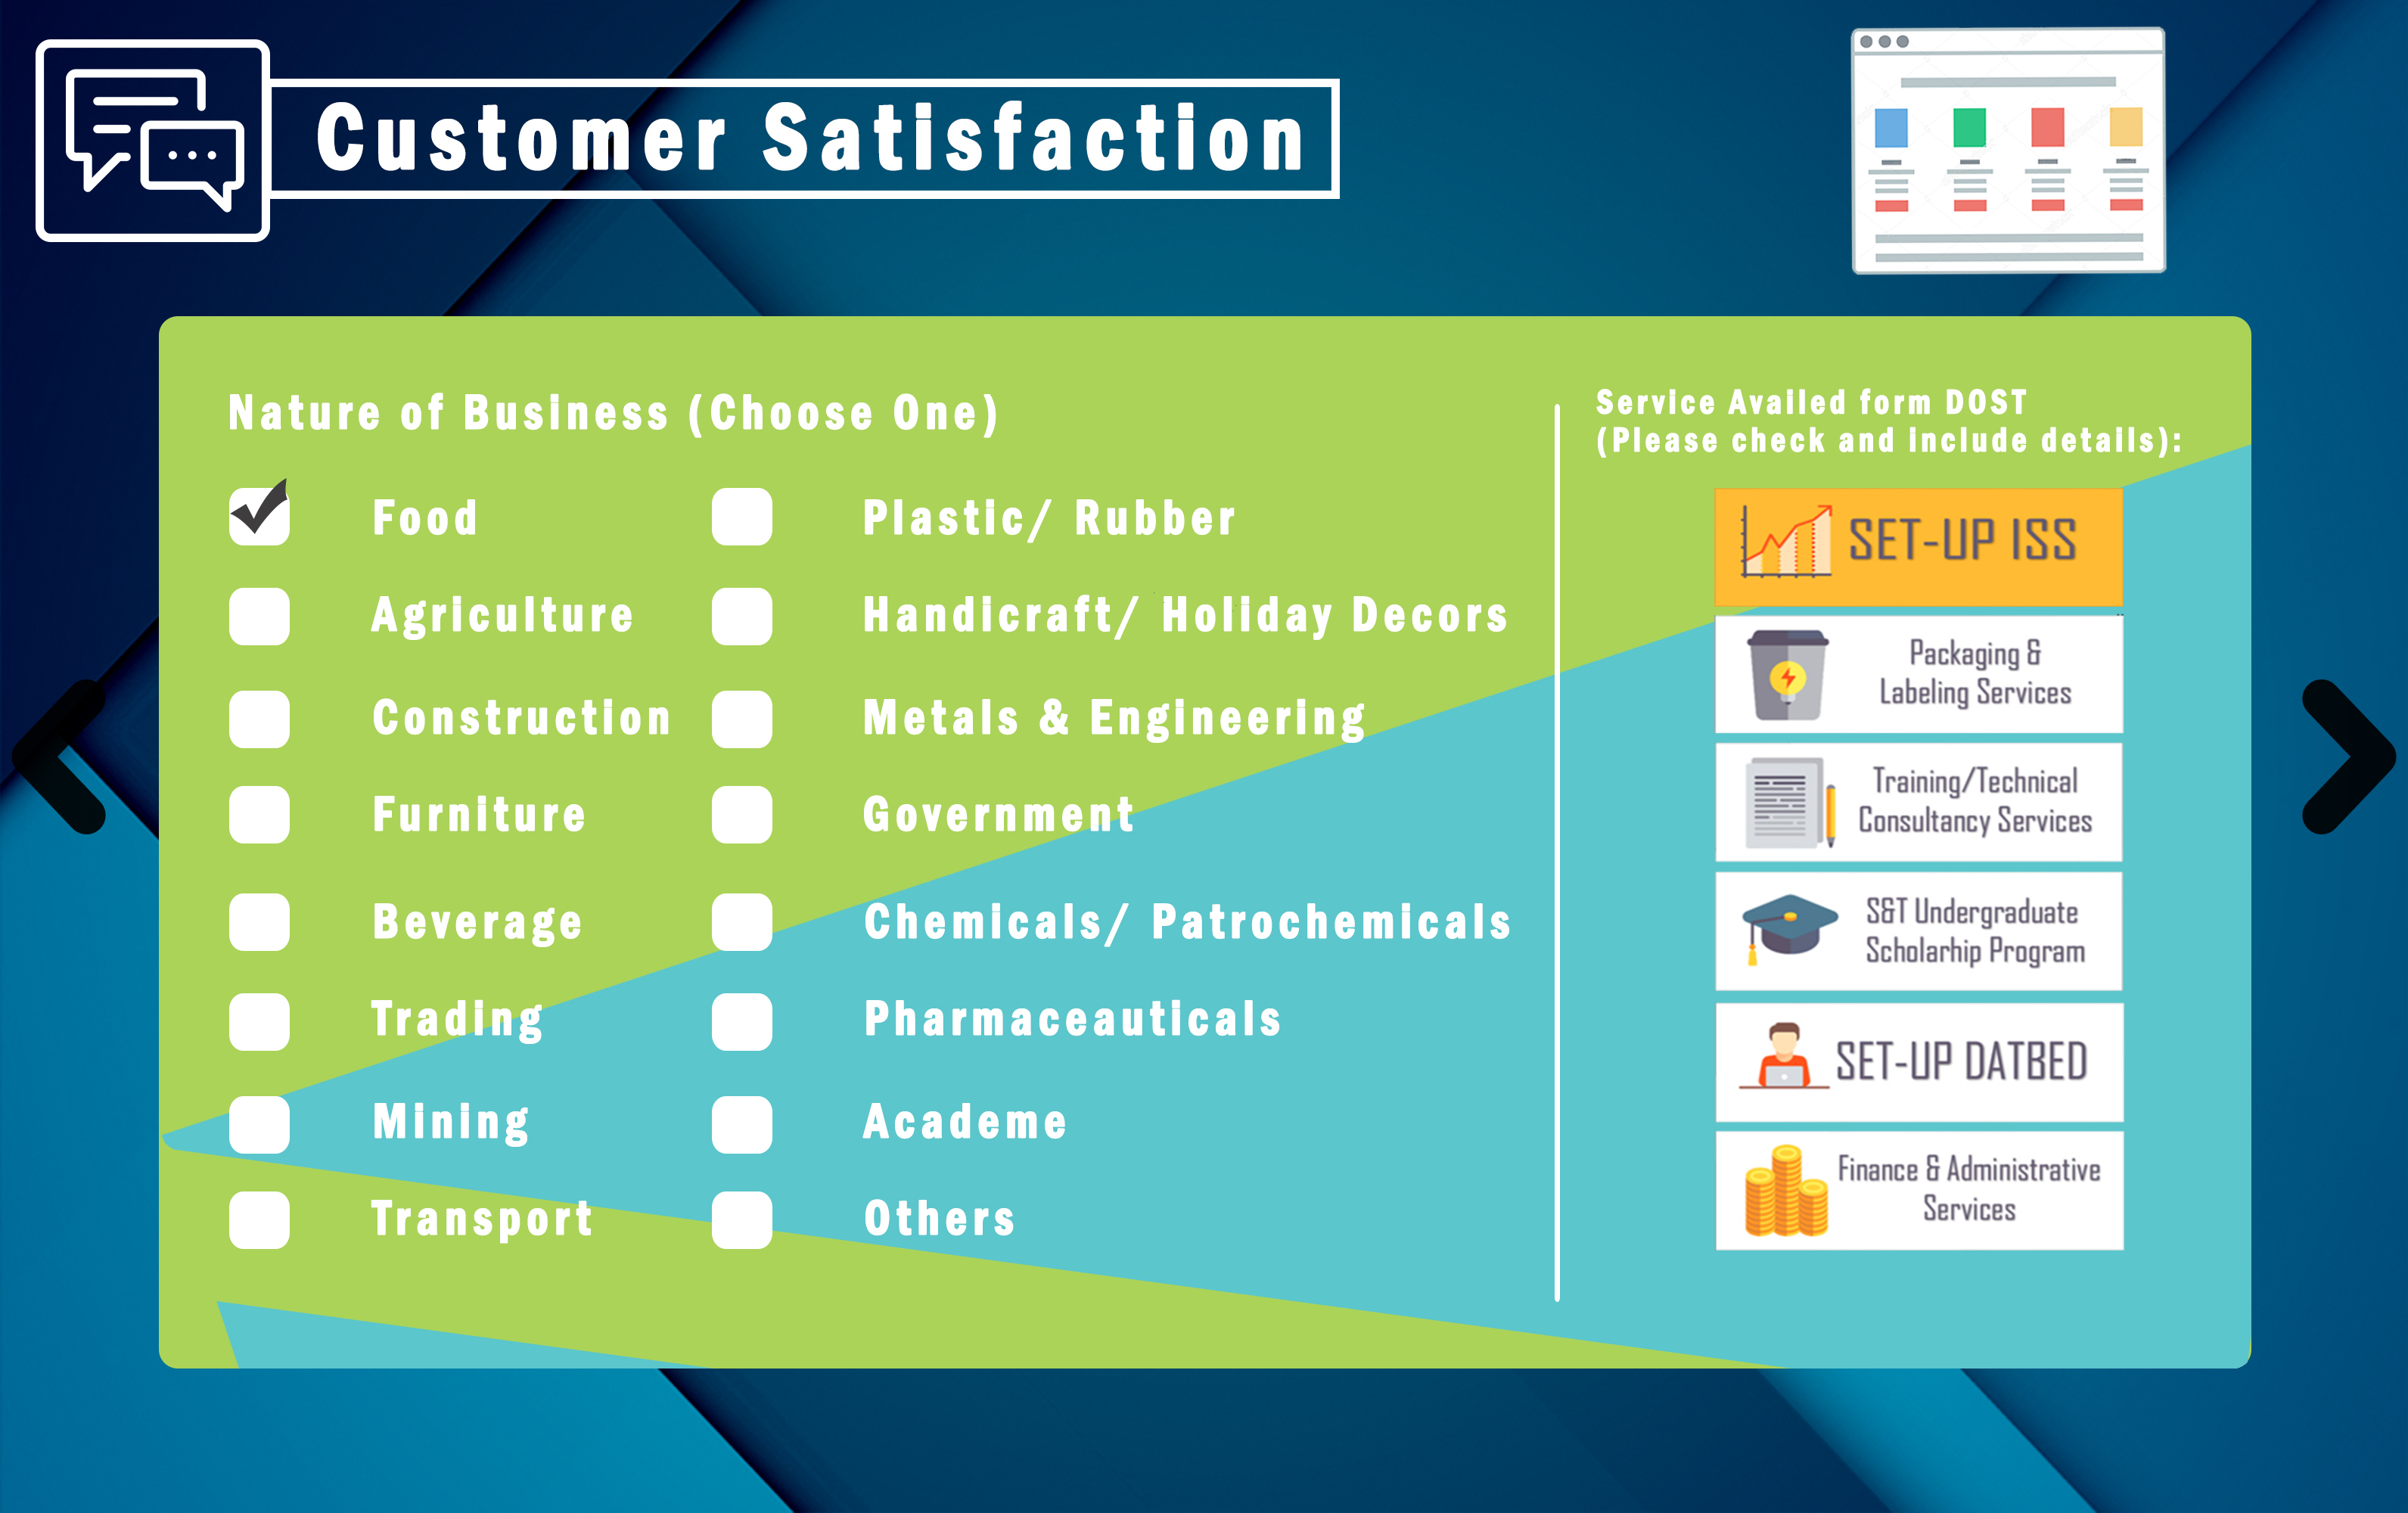 Customer Satisfaction
Nature of Business (Choose One)
Food
Agriculture
Construction
Furniture
Beverage
Trading
Mining
Transport
Plastic/ Rubber
Handicraft/ Holiday Decors
Metals & Engineering
Government
Chemicals/ Patrochemicals
Pharmaceauticals
Academe
Others
Service Availed form DOST
(Please check and include details):
SET-UP ISS
Packaging &
Labeling Services
Training/Technical
Consultancy Services
S&T Undergraduate
Scholarhip Program
SET-UP DATBED
Finance & Administrative
Services